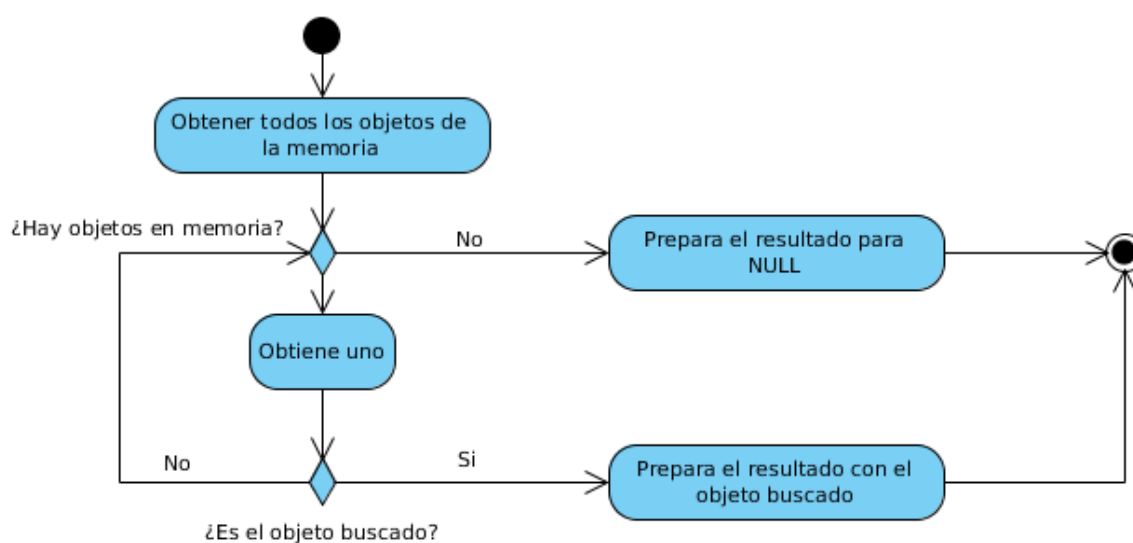 Obtener todos los objetos de
la memoria
¿Hay objetos en memoria?
No
Prepara el resultado para
NULL
Obtiene uno
No
Si
Prepara el resultado con el
objeto buscado
¿Es el objeto buscado?